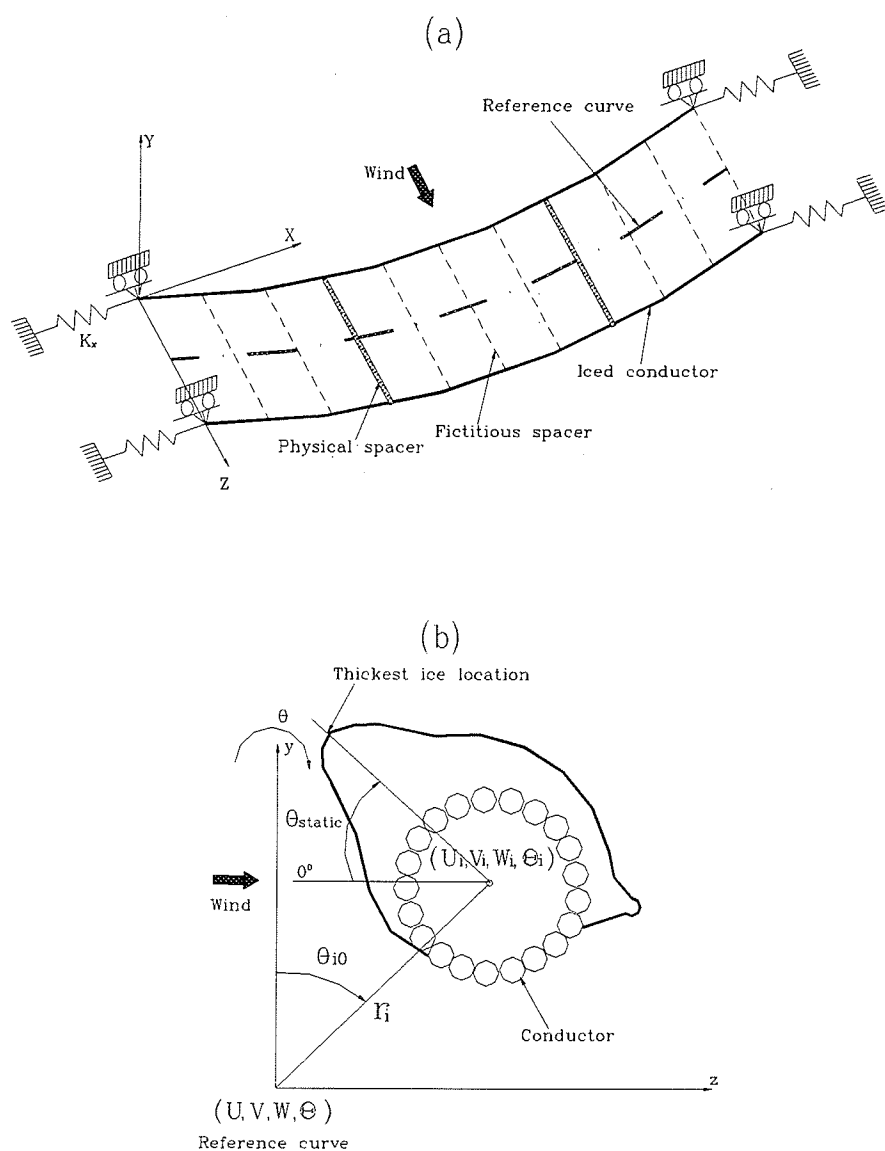 (a)
Reference curve
Y
Wind
X
Kx
Iced conductor
Fictitious spacer
Physical spacer
Z
(b)
Thickest ice location
θ
y
θstatic
(Ui, Vi, Wi, Θi)
0°
Wind
θi0
ri
Conductor
z
(U, V, W, Θ)
Reference curve